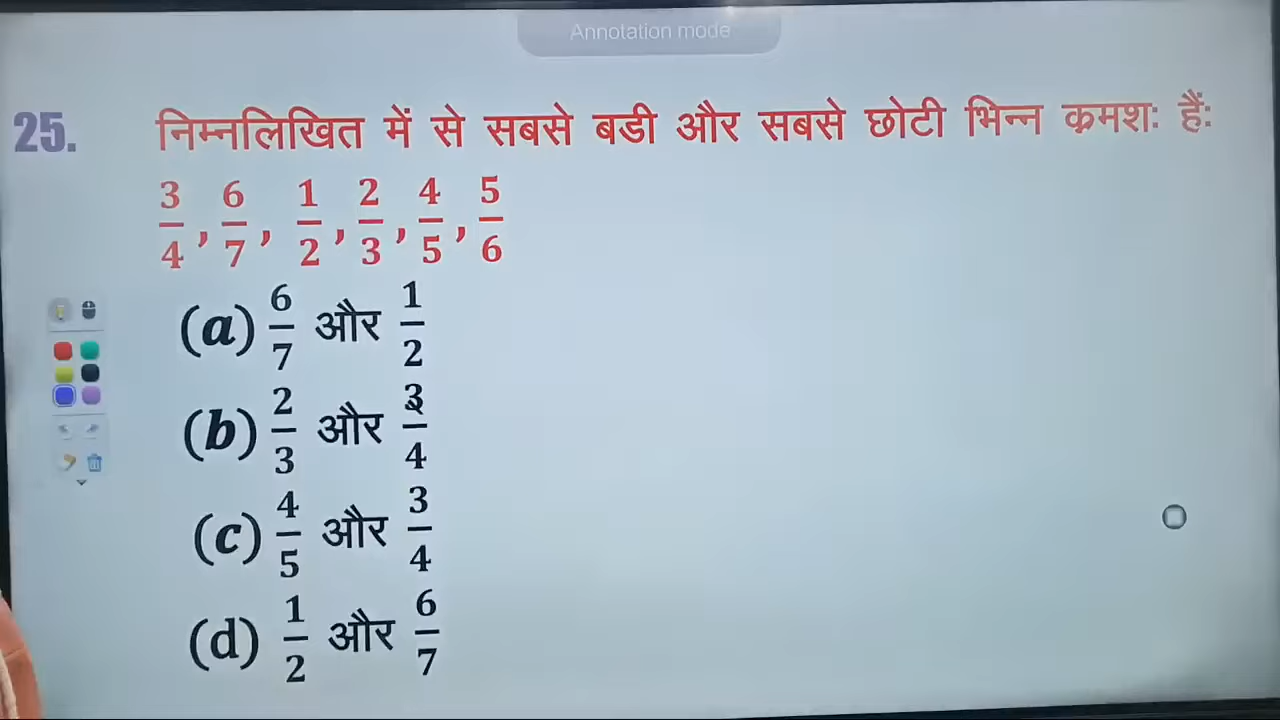 Annotation mode
25. निम्नलिखित में से सबसे बडी और सबसे छोटी भिन्न क्रमशः हैंः
3/4, 6/7, 1/2, 2/3, 4/5, 5/6
(a) 6/7 और 1/2
(b) 2/3 और 3/4
(c) 4/5 और 3/4
(d) 1/2 और 6/7